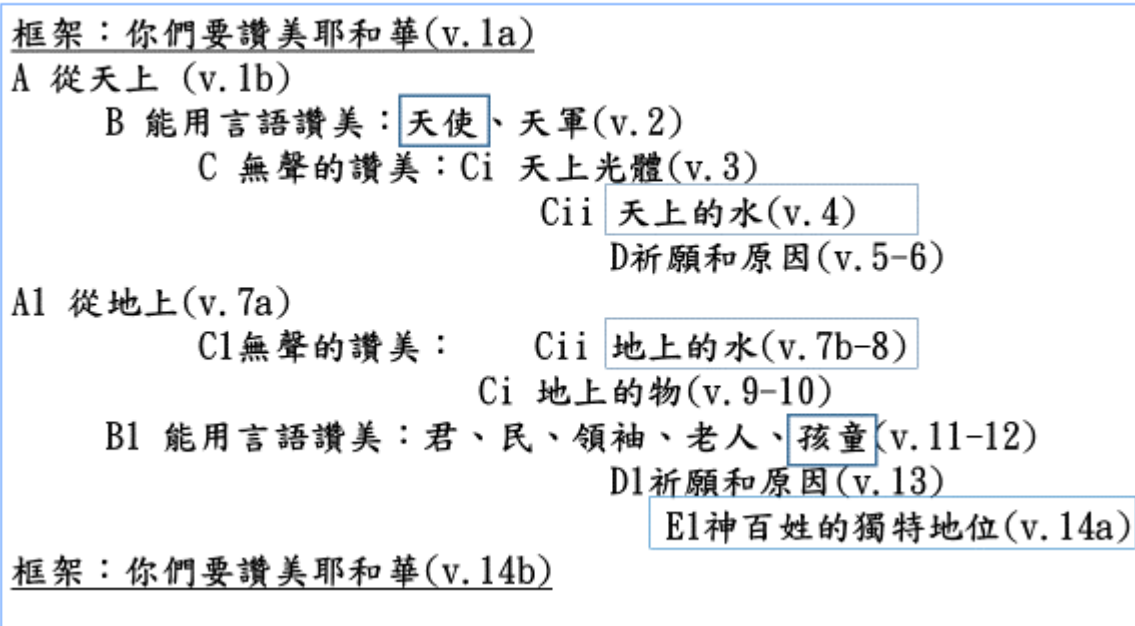 框架：你們要讚美耶和華(v.1a)
A 從天上 (v.1b)
B 能用言語讚美：天使、天軍(v.2)
C 無聲的讚美：Ci 天上光體(v.3)
Cii 天上的水(v.4)
D祈願和原因(v.5-6)
A1 從地上(v.7a)
C1無聲的讚美： Cii 地上的水(v.7b-8)
Ci 地上的物(v.9-10)
B1 能用言語讚美：君、民、領袖、老人、孩童(v.11-12)
D1祈願和原因(v.13)
E1神百姓的獨特地位(v.14a)
框架：你們要讚美耶和華(v.14b)